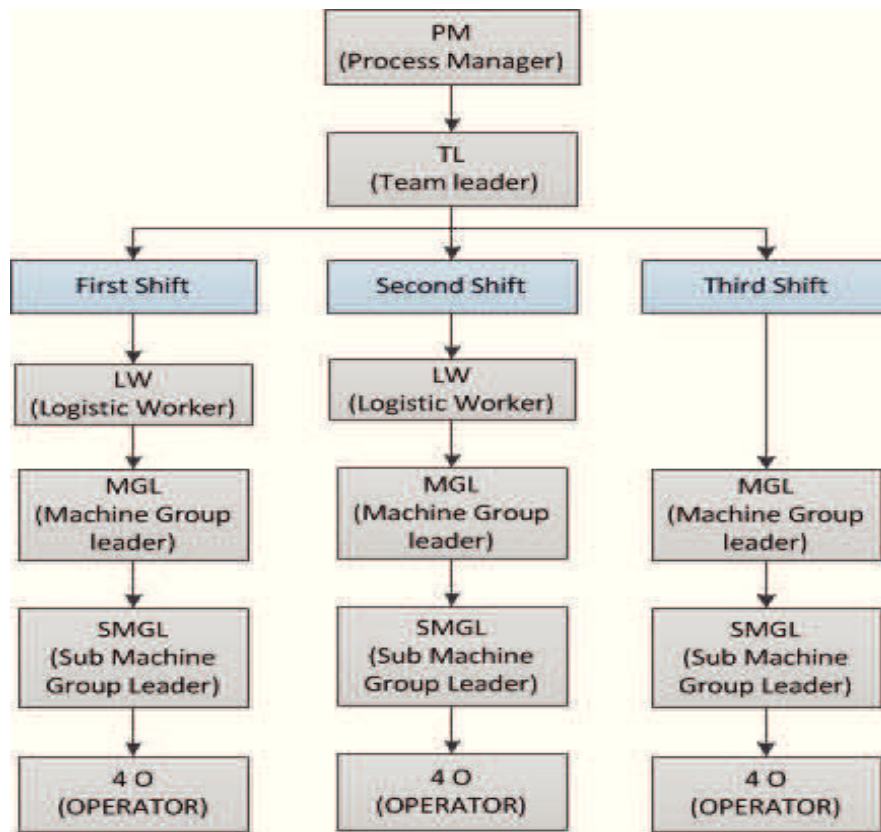 PM
(Process Manager)
TL
(Team leader)
First Shift
Second Shift
Third Shift
LW
(Logistic Worker)
LW
(Logistic Worker)
MGL
(Machine Group
leader)
MGL
(Machine Group
leader)
MGL
(Machine Group
leader)
SMGL
(Sub Machine
Group Leader)
SMGL
(Sub Machine
Group Leader)
SMGL
(Sub Machine
Group Leader)
4 O
(OPERATOR)
4 O
(OPERATOR)
4 O
(OPERATOR)